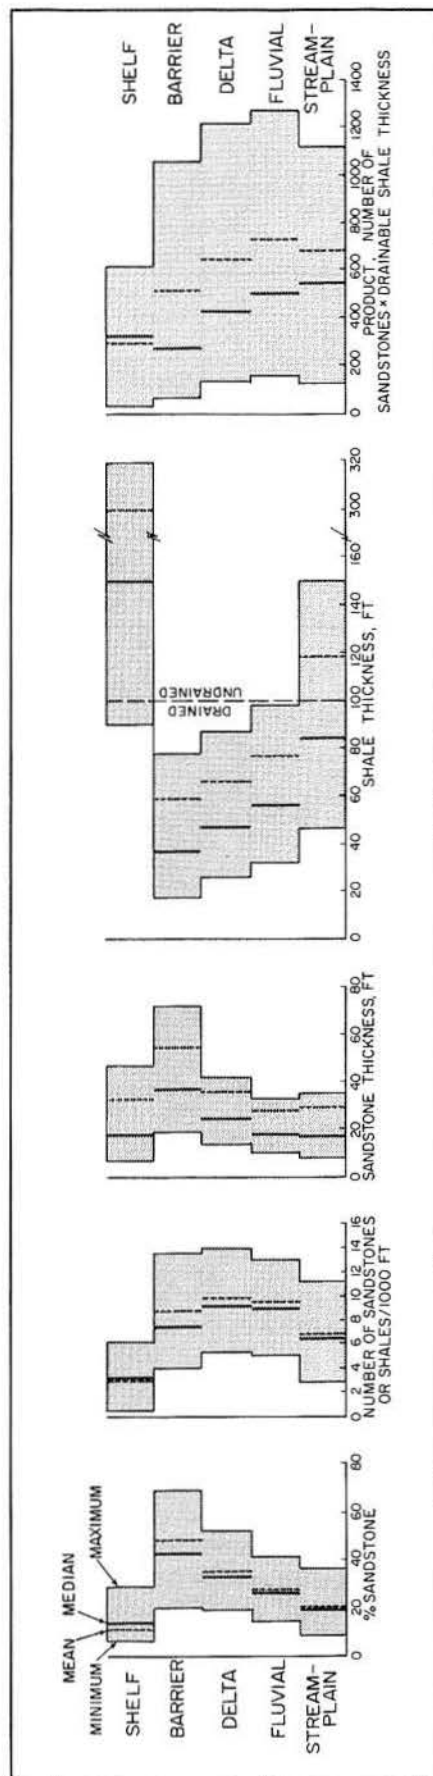 MEAN
MEDIAN
MINIMUM
MAXIMUM
SHELF
BARRIER
DELTA
FLUVIAL
STREAM–
PLAIN
0 20 40 60 80
% SANDSTONE
0 2 4 6 8 10 12 14 16
NUMBER OF SANDSTONES
OR SHALES/1000 FT
0 20 40 60 80
SANDSTONE THICKNESS, FT
DRAINED
UNDRAINED
0 20 40 60 80 100 120 140 160 300 320
SHALE THICKNESS, FT
SHELF
BARRIER
DELTA
FLUVIAL
STREAM–
PLAIN
0 200 400 600 800 1000 1200 1400
PRODUCT, NUMBER OF
SANDSTONES × DRAINABLE SHALE THICKNESS